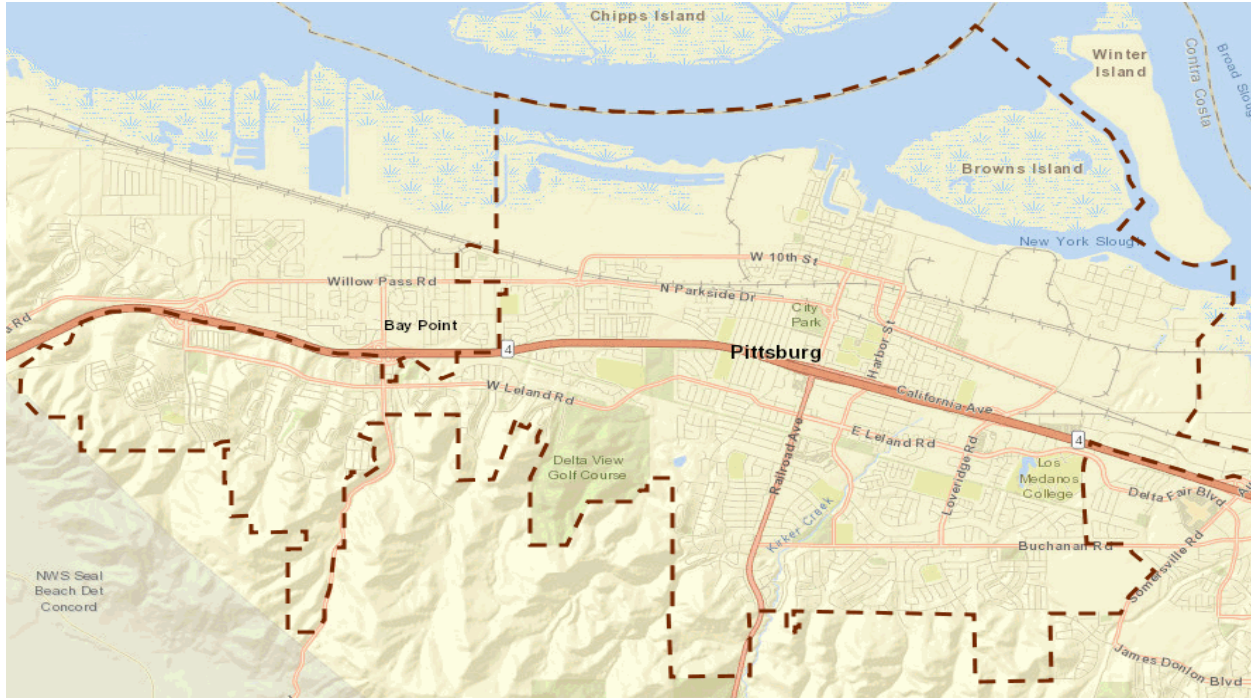 Chipps Island
Winter
Island
Contra Costa
Broad Sloug
Browns Island
New York Slough
W 10th St
Willow Pass Rd
N Parkside Dr
City
Park
Bay Point
4
Pittsburg
Harbor St
W Leland Rd
California Ave
E Leland Rd
4
Railroad Ave
Loveridge Rd
Delta View
Golf Course
Los
Medanos
College
Delta Fair Blvd
Kirker Creek
Buchanan Rd
Somersville Rd
NWS Seal
Beach Det
Concord
James Donlon Blvd